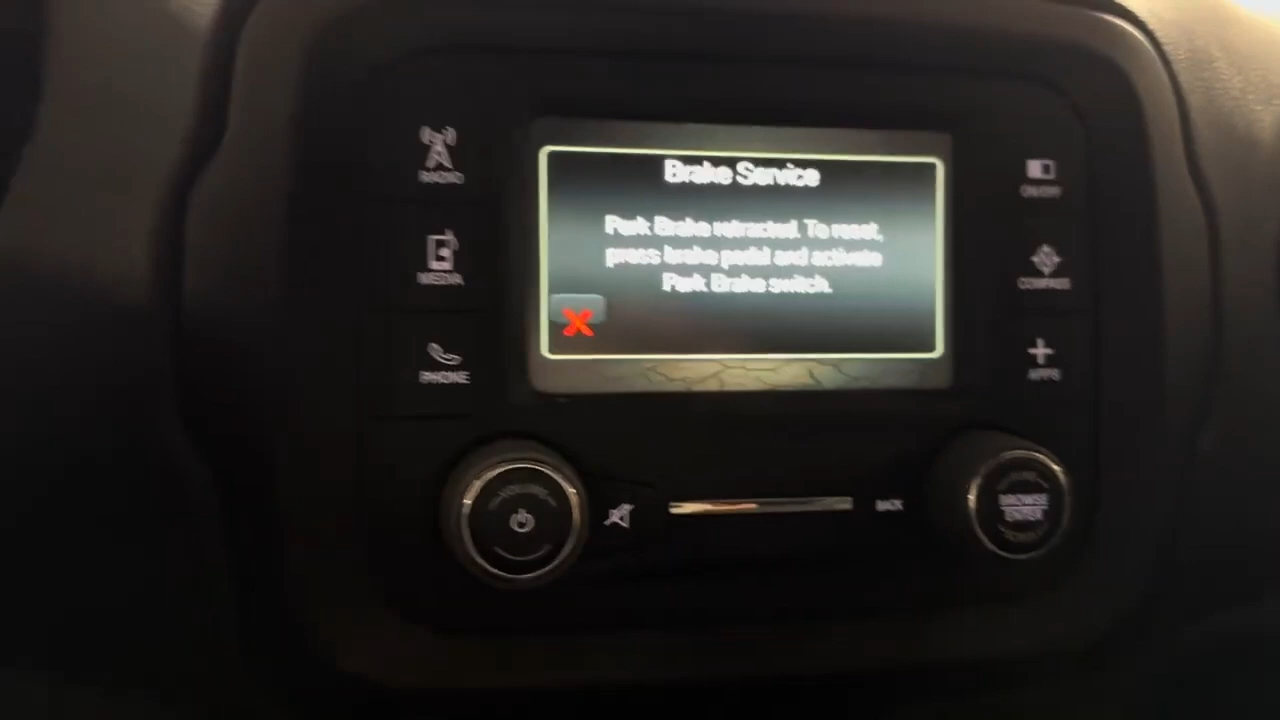 Brake Service
Park Brake retracted. To reset,
press brake pedal and activate
Park Brake switch.
RADIO
MEDIA
PHONE
ON/OFF
COMPASS
APPS
VOLUME
BACK
BROWSE
ENTER